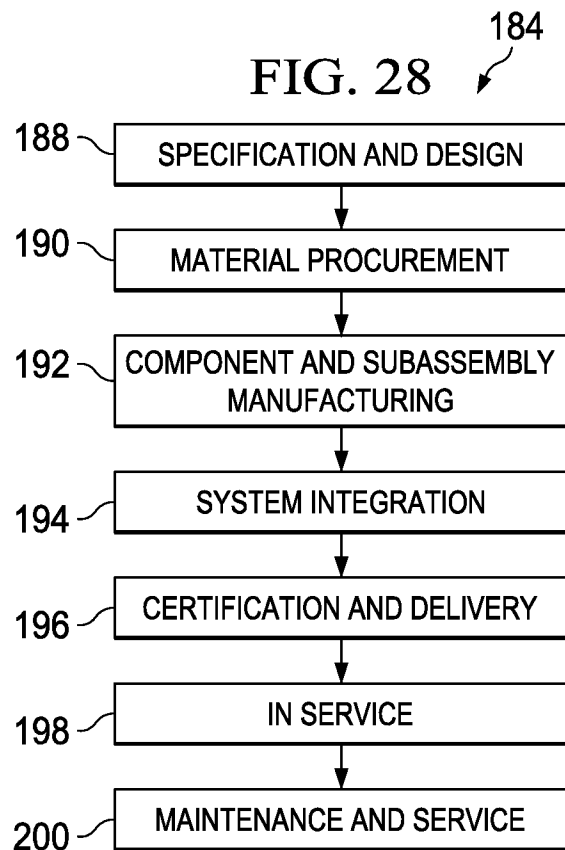 184
FIG. 28
188
SPECIFICATION AND DESIGN
190
MATERIAL PROCUREMENT
192
COMPONENT AND SUBASSEMBLY
MANUFACTURING
194
SYSTEM INTEGRATION
196
CERTIFICATION AND DELIVERY
198
IN SERVICE
200
MAINTENANCE AND SERVICE